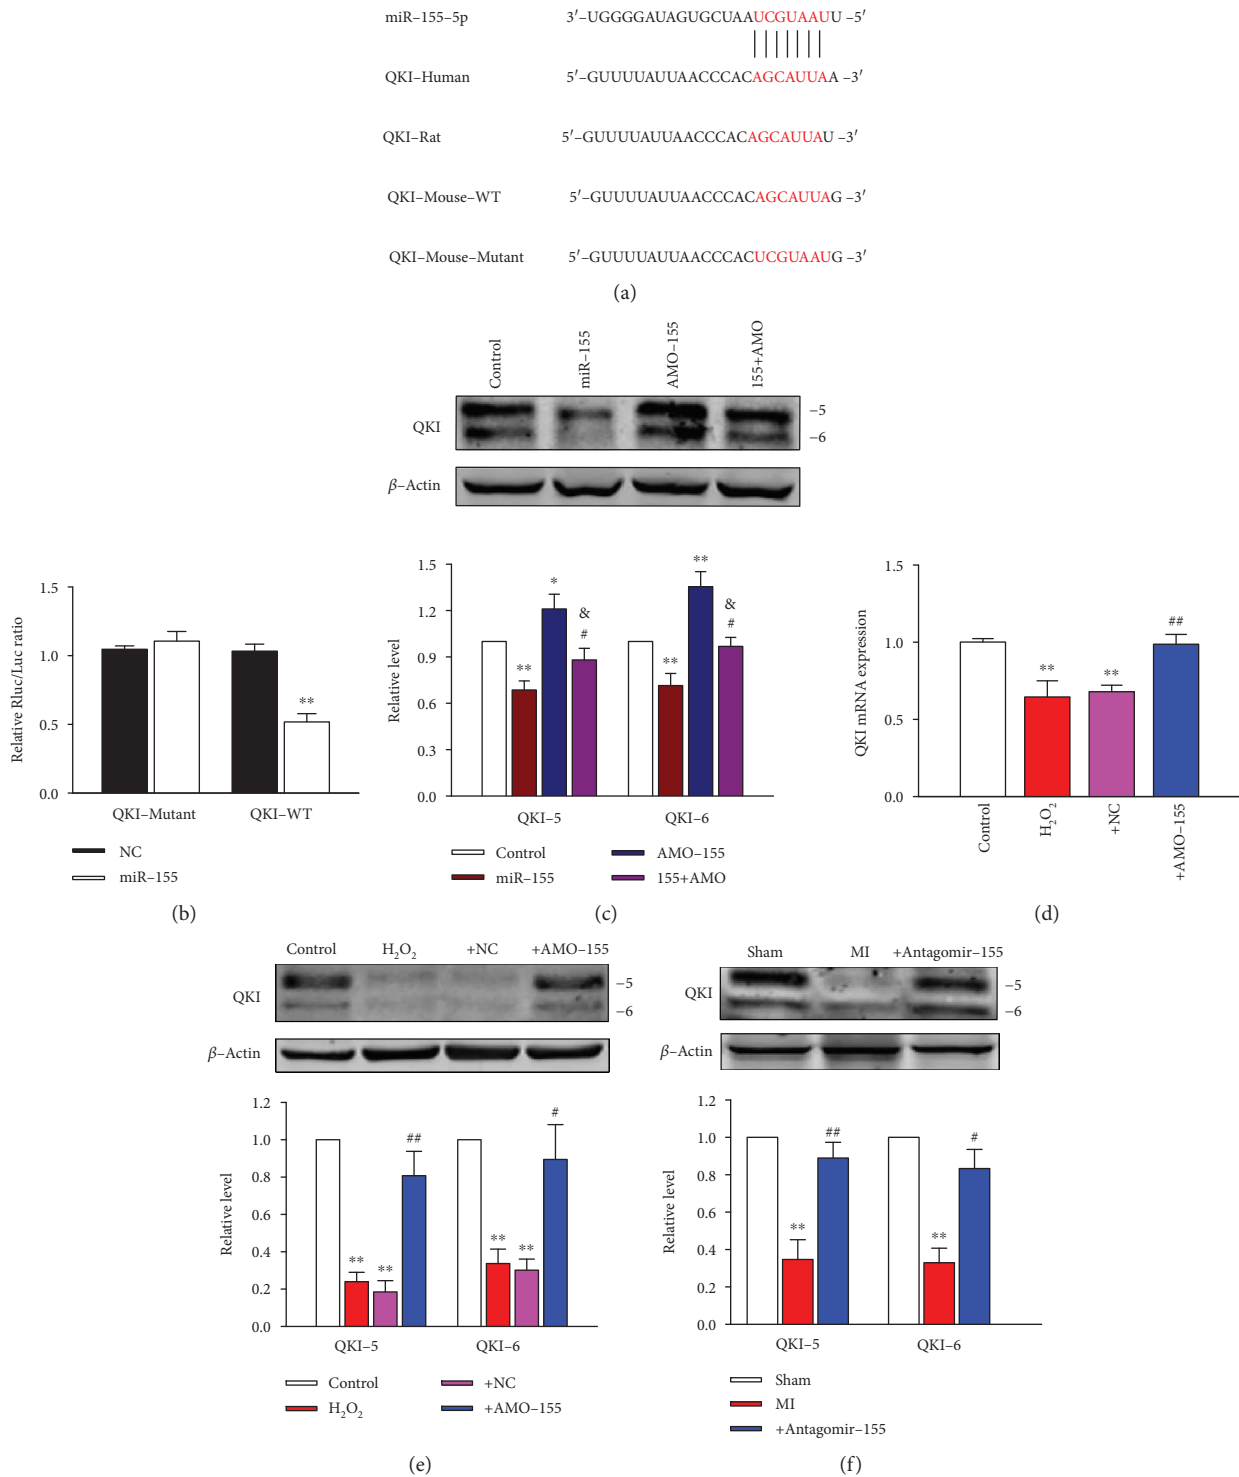 miR–155–5p 3′–UGGGGAUAGUGCUAAUCGUAAUU –5′
QKI–Human 5′–GUUUUAUUAACCCACAGCAUUAA –3′
QKI–Rat 5′–GUUUUAUUAACCCACAGCAUUAU –3′
QKI–Mouse–WT 5′–GUUUUAUUAACCCACAGCAUUAG –3′
QKI–Mouse–Mutant 5′–GUUUUAUUAACCCACUCGUAAUG –3′
(a)
Relative Rluc/Luc ratio
1.5
1.0
0.5
0.0
**
QKI–Mutant QKI–WT
NC
miR–155
(b)
Control miR–155 AMO–155 155+AMO
QKI –5
–6
β–Actin
Relative level
1.5
1.2
0.9
0.6
0.3
0.0
** * & # ** ** & #
QKI–5 QKI–6
Control AMO–155
miR–155 155+AMO
(c)
QKI mRNA expression
1.5
1.0
0.5
0.0
** ** ##
Control H₂O₂ +NC +AMO–155
(d)
Control H₂O₂ +NC +AMO–155
QKI –5
–6
β–Actin
Relative level
1.2
1.0
0.8
0.6
0.4
0.2
0.0
** ** ## ** ** #
QKI–5 QKI–6
Control +NC
H₂O₂ +AMO–155
(e)
Sham MI +Antagomir–155
QKI –5
–6
β–Actin
Relative level
1.2
1.0
0.8
0.6
0.4
0.2
0.0
** ## ** #
QKI–5 QKI–6
Sham
MI
+Antagomir–155
(f)